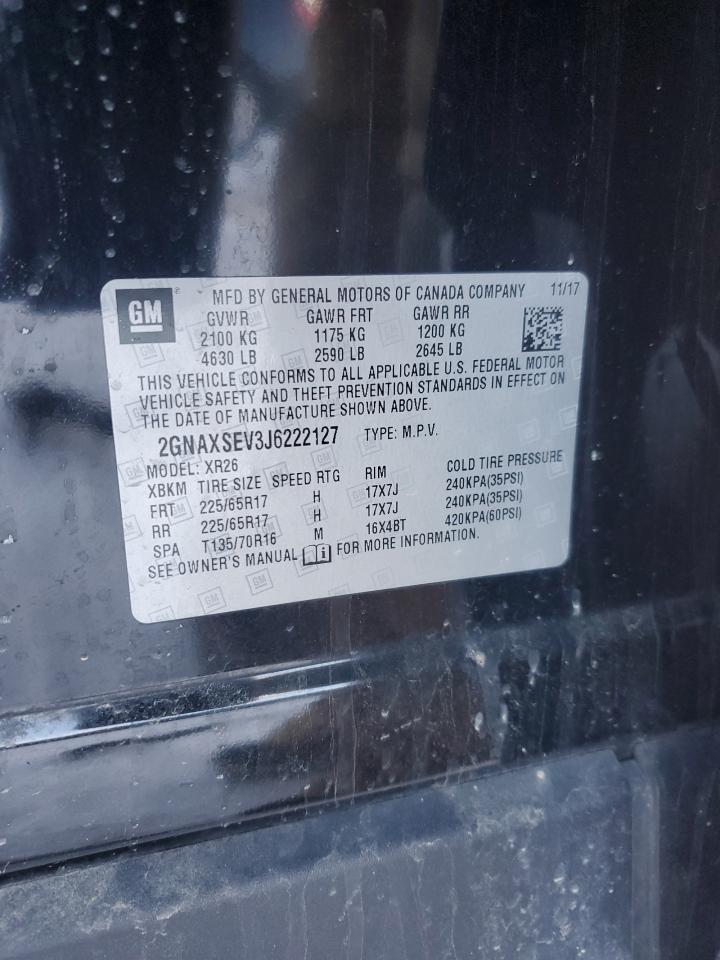 GM
MFD BY GENERAL MOTORS OF CANADA COMPANY 11/17
GVWR GAWR FRT GAWR RR
2100 KG 1175 KG 1200 KG
4630 LB 2590 LB 2645 LB
THIS VEHICLE CONFORMS TO ALL APPLICABLE U.S. FEDERAL MOTOR
VEHICLE SAFETY AND THEFT PREVENTION STANDARDS IN EFFECT ON
THE DATE OF MANUFACTURE SHOWN ABOVE.
2GNAXSEV3J6222127 TYPE: M.P.V.
MODEL: XR26
XBKM TIRE SIZE SPEED RTG RIM COLD TIRE PRESSURE
FRT 225/65R17 H 17X7J 240KPA(35PSI)
RR 225/65R17 H 17X7J 240KPA(35PSI)
SPA T135/70R16 M 16X4BT 420KPA(60PSI)
SEE OWNER'S MANUAL FOR MORE INFORMATION.